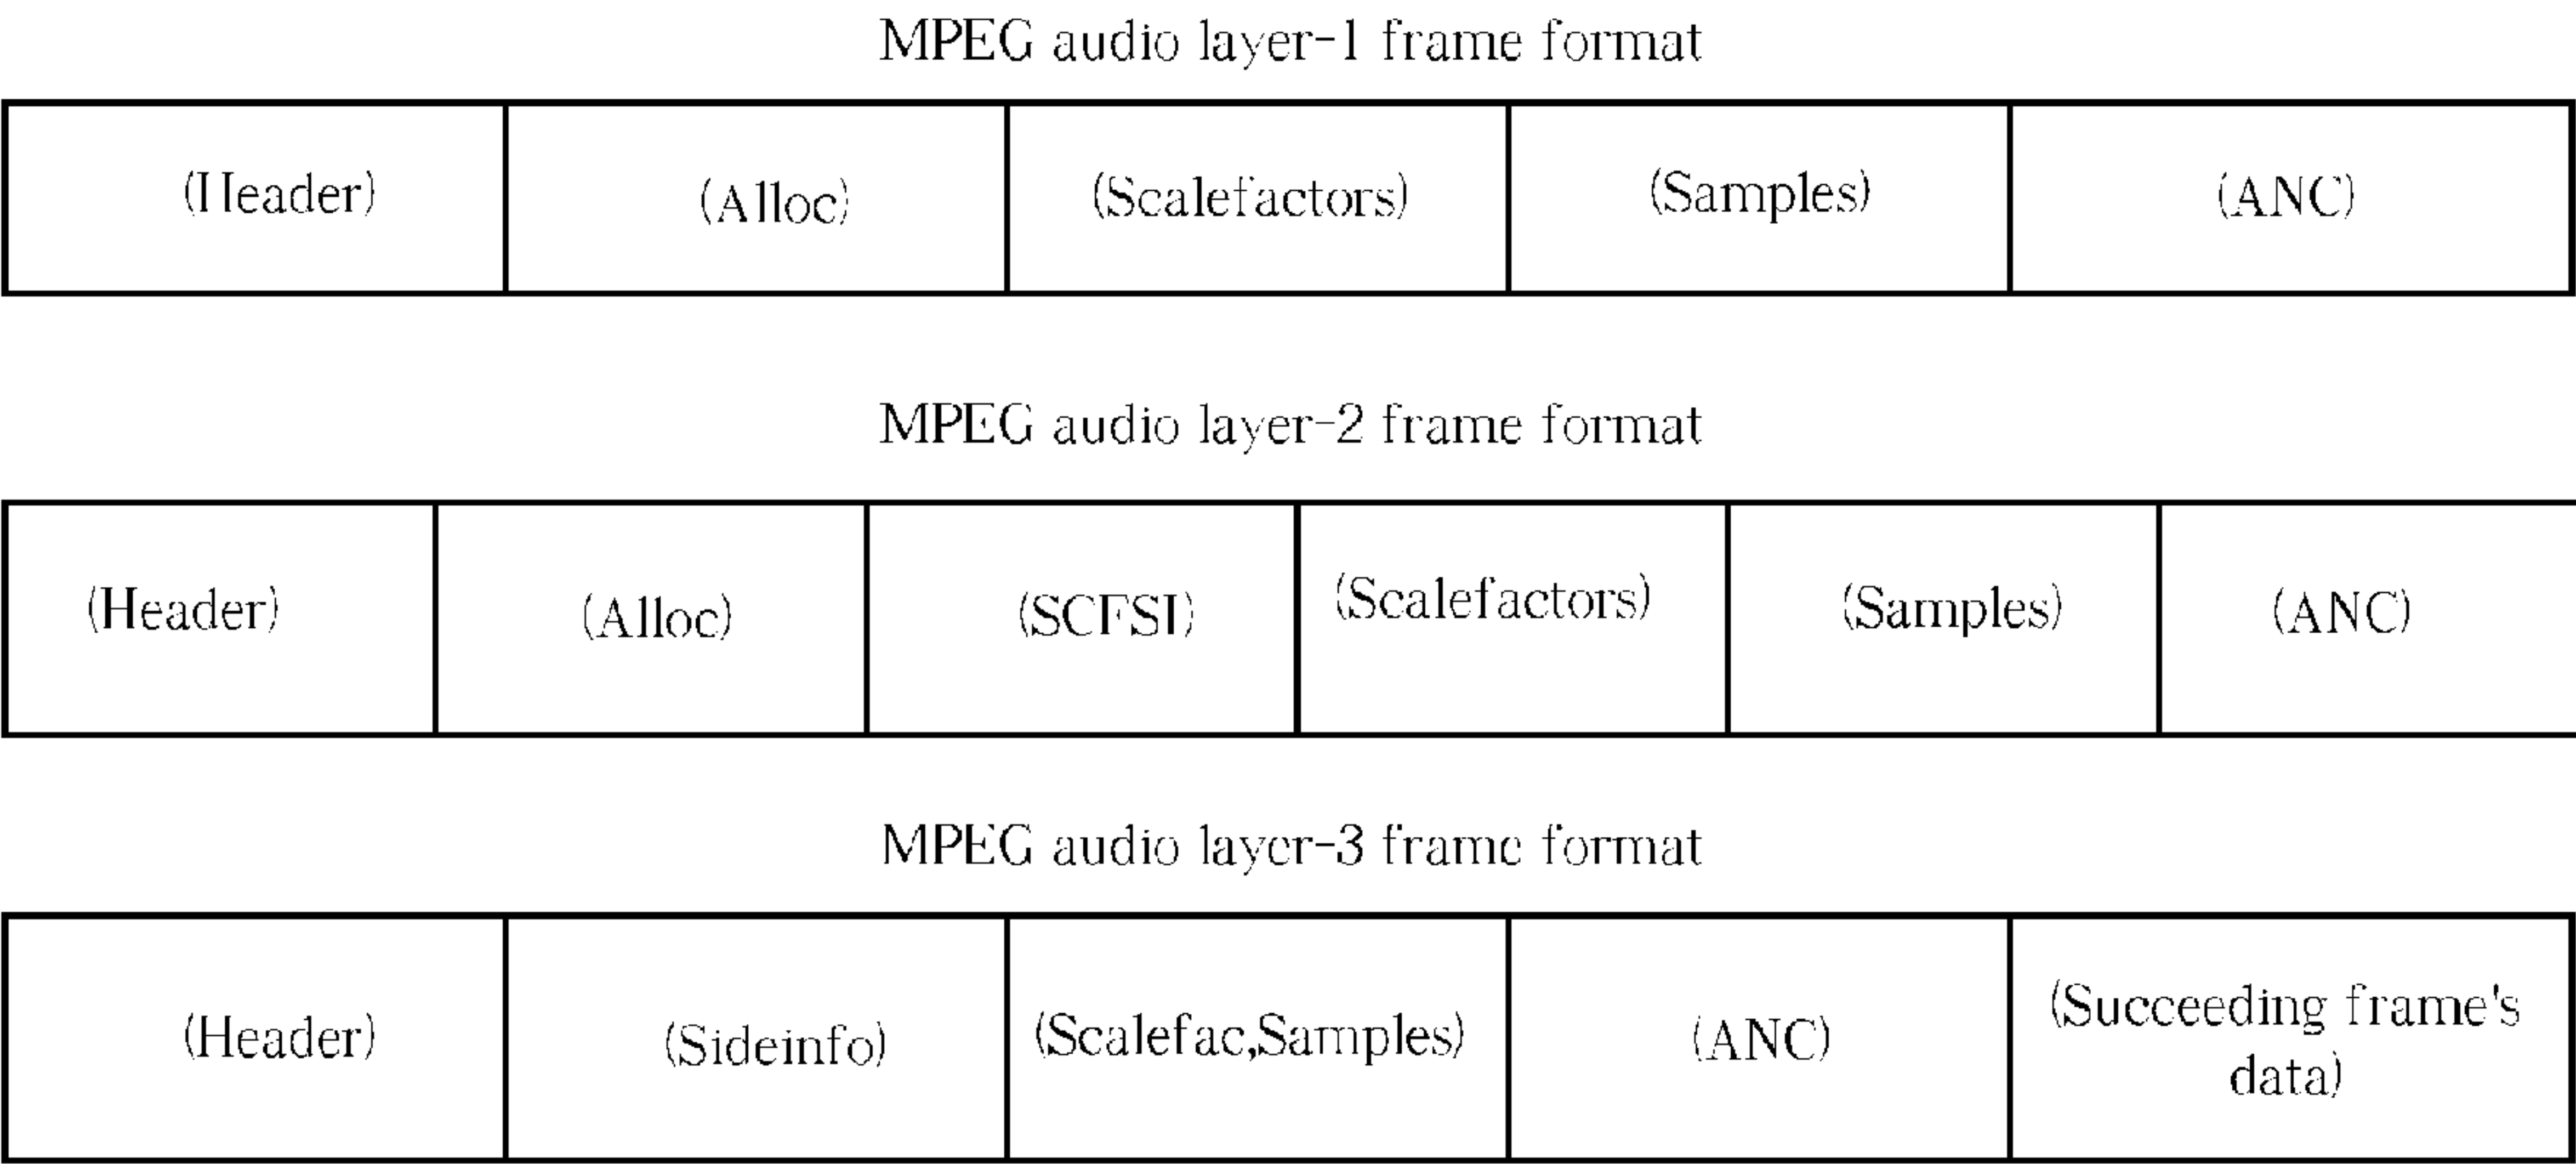 MPEG audio layer-1 frame format
(Header)
(Alloc)
(Scalefactors)
(Samples)
(ANC)
MPEG audio layer-2 frame format
(Header)
(Alloc)
(SCFSI)
(Scalefactors)
(Samples)
(ANC)
MPEG audio layer-3 frame format
(Header)
(Sideinfo)
(Scalefac,Samples)
(ANC)
(Succeeding frame's
data)